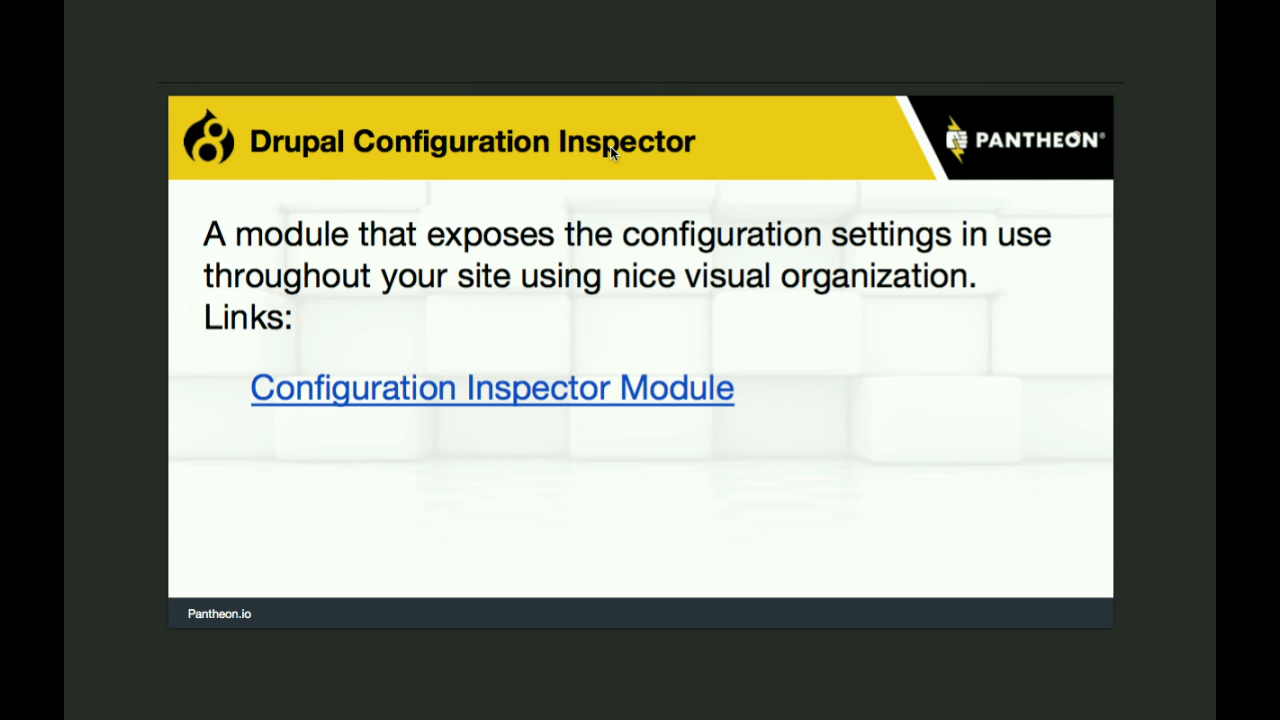 Drupal Configuration Inspector
PANTHEON®
A module that exposes the configuration settings in use
throughout your site using nice visual organization.
Links:
Configuration Inspector Module
Pantheon.io